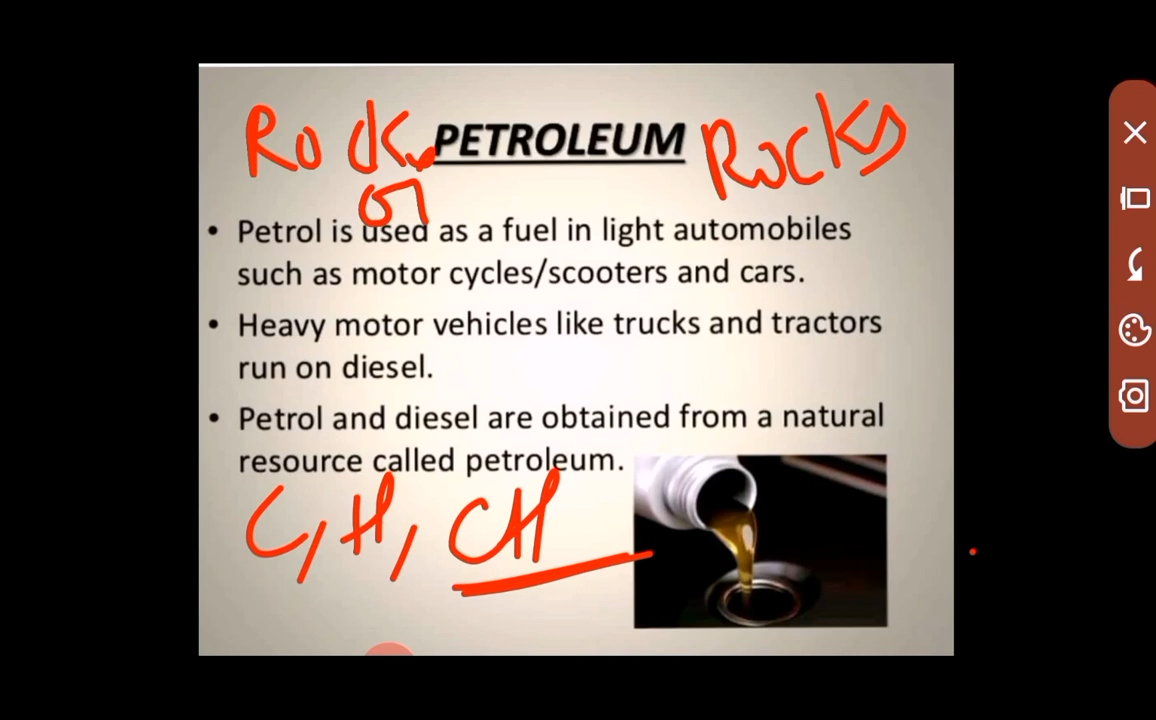 Rock PETROLEUM Rocks
• Petrol is used as a fuel in light automobiles
such as motor cycles/scooters and cars.
• Heavy motor vehicles like trucks and tractors
run on diesel.
• Petrol and diesel are obtained from a natural
resource called petroleum.
C, H, CH